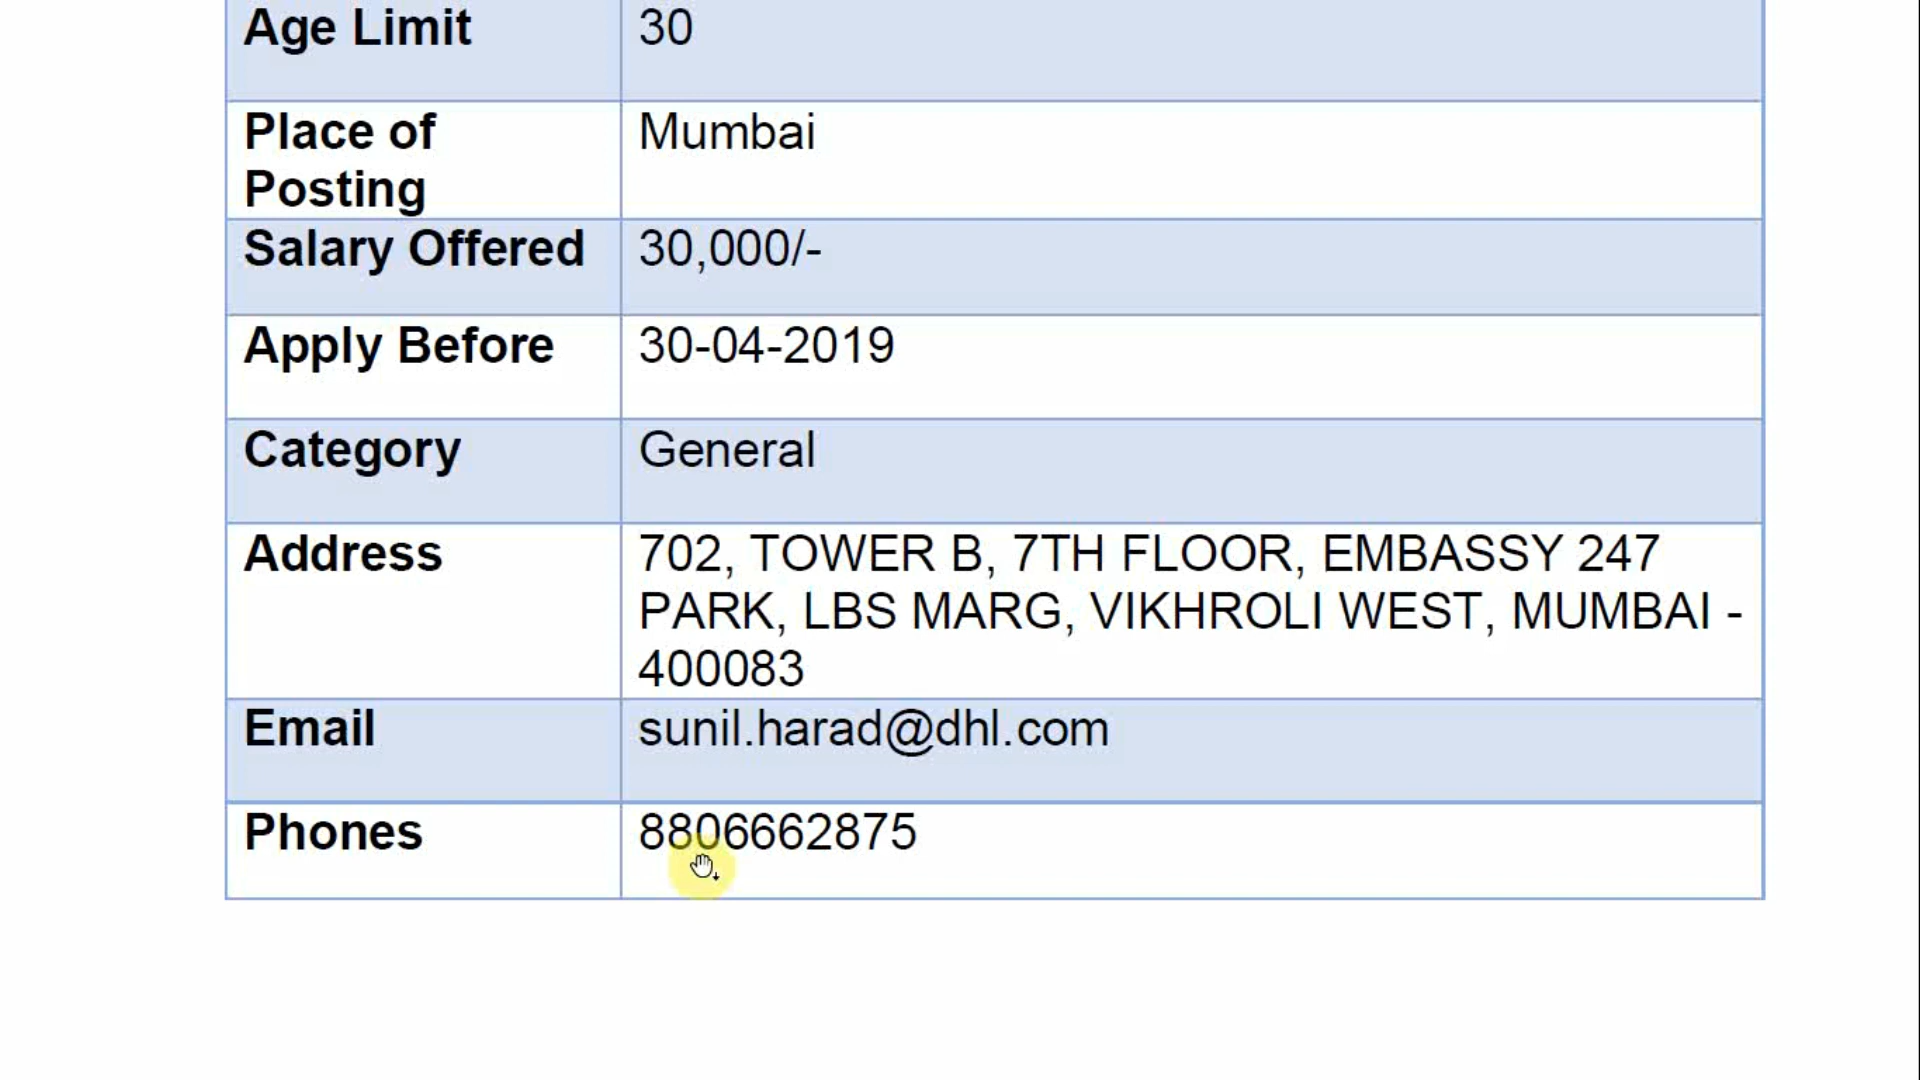 Age Limit 30
Place of Mumbai
Posting
Salary Offered 30,000/-
Apply Before 30-04-2019
Category General
Address 702, TOWER B, 7TH FLOOR, EMBASSY 247
PARK, LBS MARG, VIKHROLI WEST, MUMBAI -
400083
Email sunil.harad@dhl.com
Phones 8806662875